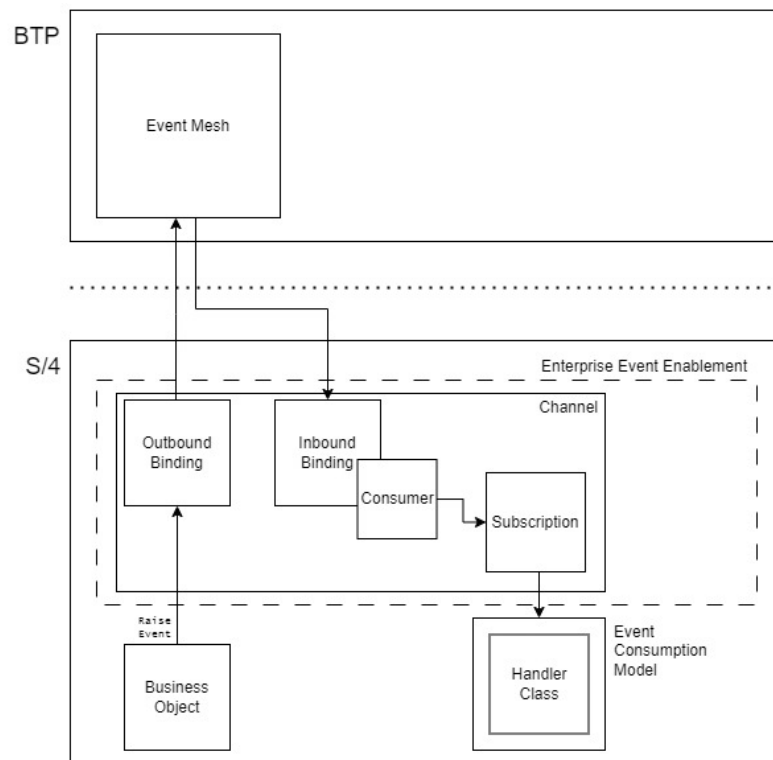 BTP
Event Mesh
S/4
Enterprise Event Enablement
Channel
Outbound
Binding
Inbound
Binding
Consumer
Subscription
Raise
Event
Business
Object
Handler
Class
Event
Consumption
Model